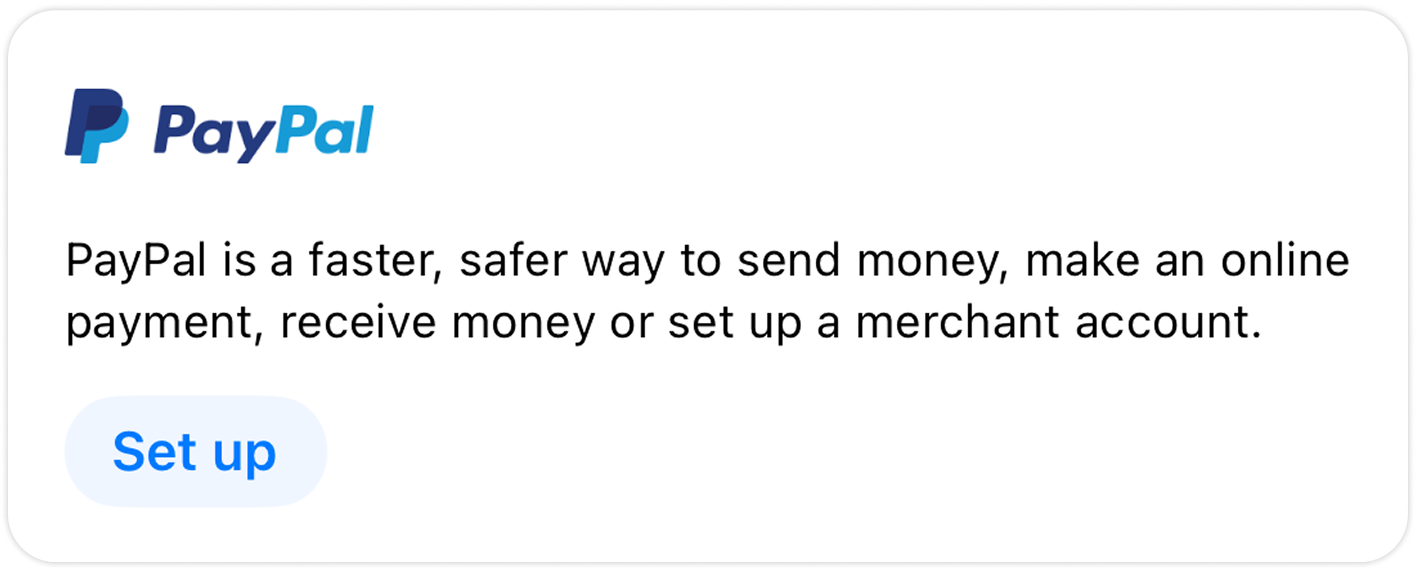 PayPal
PayPal is a faster, safer way to send money, make an online
payment, receive money or set up a merchant account.
Set up